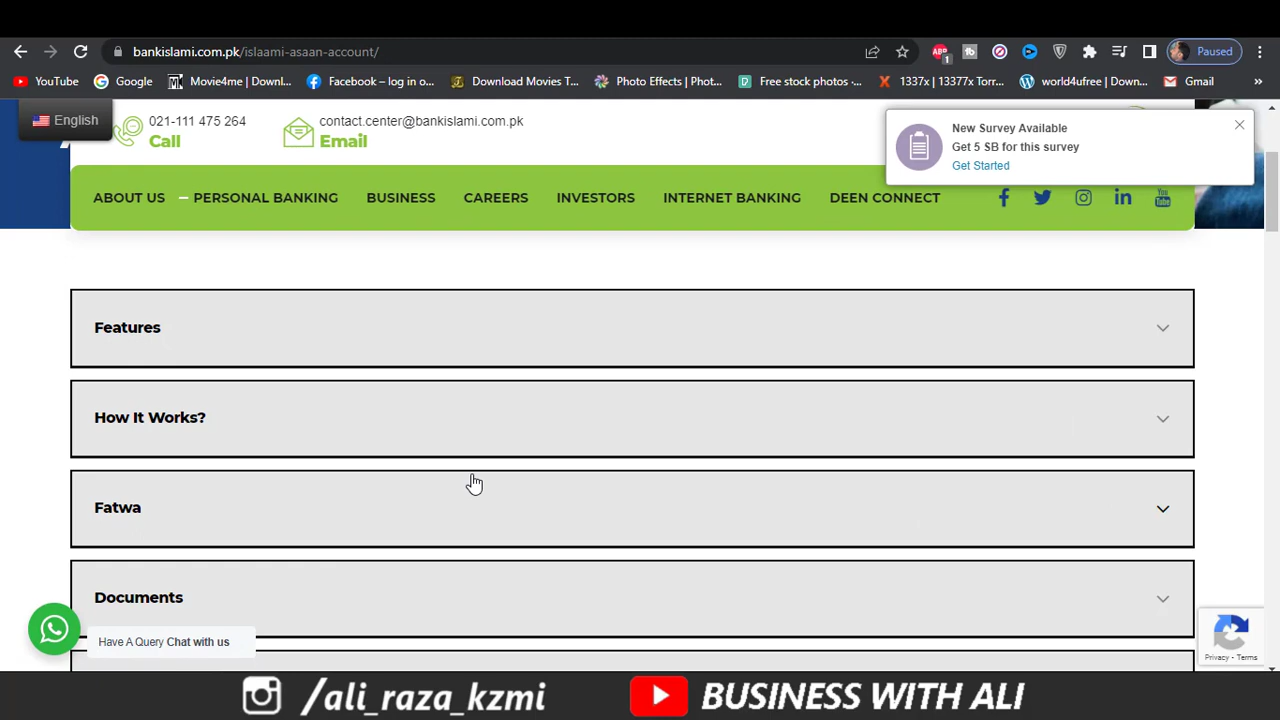 bankislami.com.pk/islaami-asaan-account/
ABP
1
tb
Paused
YouTube
Google
Movie4me | Downl...
Facebook – log in o...
Download Movies T...
Photo Effects | Phot...
Free stock photos ·...
1337x | 13377x Torr...
world4ufree | Down...
Gmail
»
English
021-111 475 264
Call
contact.center@bankislami.com.pk
Email
New Survey Available
Get 5 SB for this survey
Get Started
ABOUT US
PERSONAL BANKING
BUSINESS
CAREERS
INVESTORS
INTERNET BANKING
DEEN CONNECT
Features
How It Works?
Fatwa
Documents
Have A Query Chat with us
Privacy - Terms
/ali_raza_kzmi
BUSINESS WITH ALI